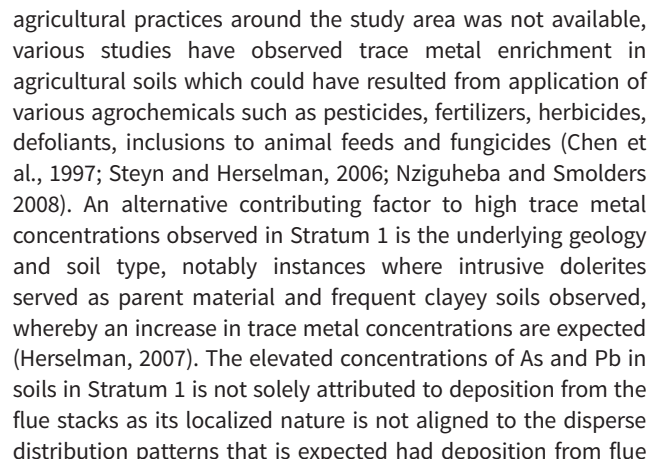 agricultural practices around the study area was not available,
various studies have observed trace metal enrichment in
agricultural soils which could have resulted from application of
various agrochemicals such as pesticides, fertilizers, herbicides,
defoliants, inclusions to animal feeds and fungicides (Chen et
al., 1997; Steyn and Herselman, 2006; Nziguheba and Smolders
2008). An alternative contributing factor to high trace metal
concentrations observed in Stratum 1 is the underlying geology
and soil type, notably instances where intrusive dolerites
served as parent material and frequent clayey soils observed,
whereby an increase in trace metal concentrations are expected
(Herselman, 2007). The elevated concentrations of As and Pb in
soils in Stratum 1 is not solely attributed to deposition from the
flue stacks as its localized nature is not aligned to the disperse
distribution patterns that is expected had deposition from flue